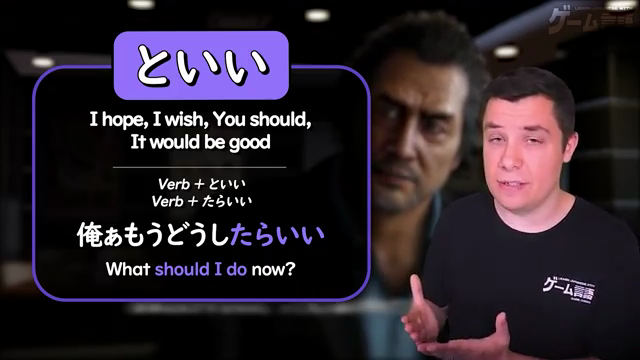 ゲーム言語
といい
I hope, I wish, You should,
It would be good
Verb + といい
Verb + たらいい
俺ぁもうどうしたらいい
What should I do now?
ゲーム言語